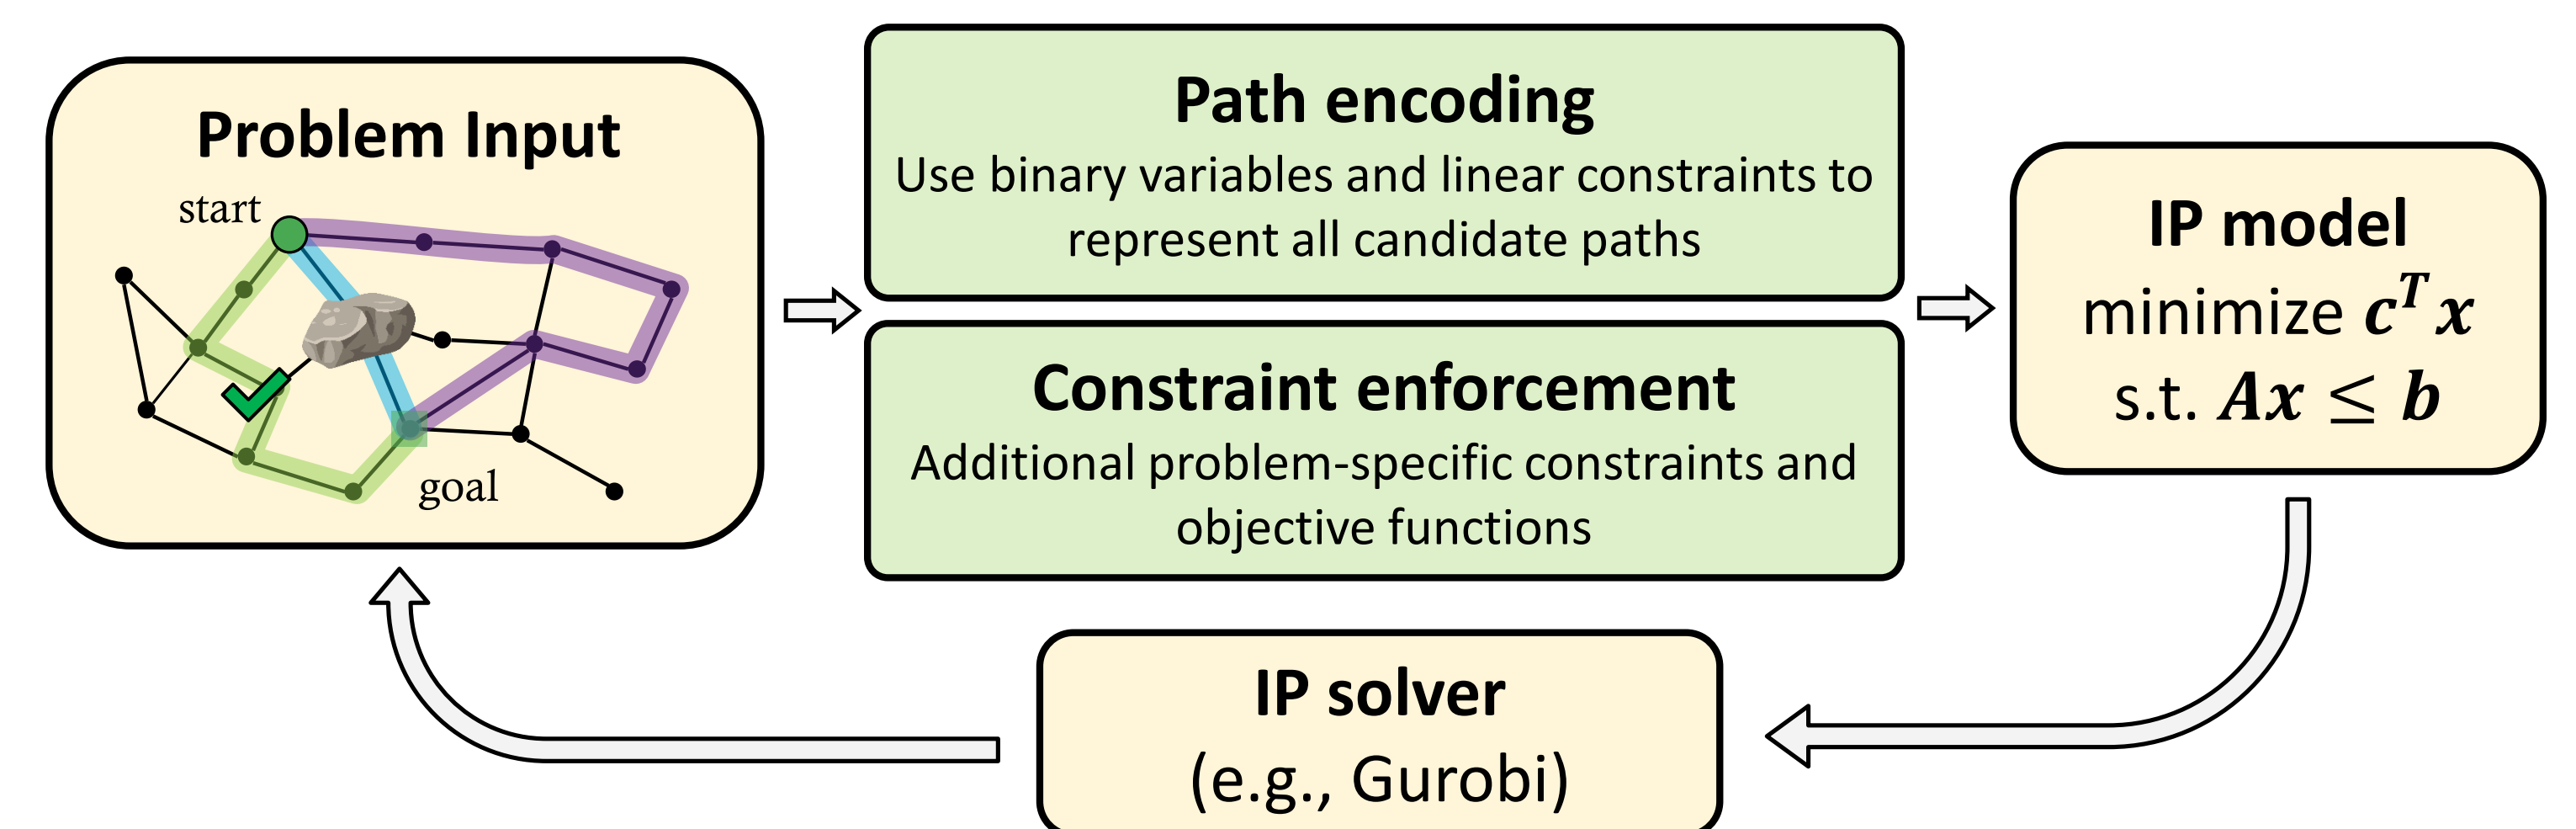 Problem Input
start
goal
Path encoding
Use binary variables and linear constraints to
represent all candidate paths
Constraint enforcement
Additional problem-specific constraints and
objective functions
IP model
minimize c^T x
s.t. Ax ≤ b
IP solver
(e.g., Gurobi)